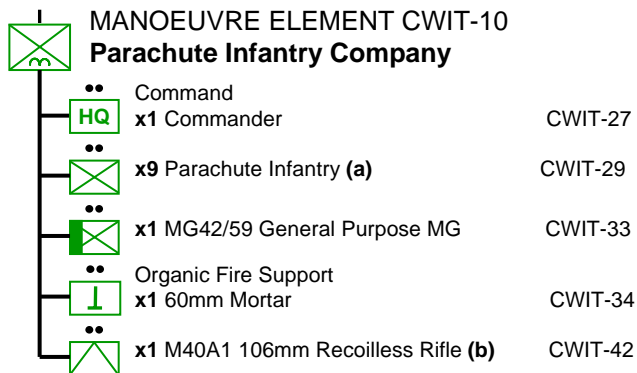 MANOEUVRE ELEMENT CWIT-10
Parachute Infantry Company
Command
HQ x1 Commander CWIT-27
x9 Parachute Infantry (a) CWIT-29
x1 MG42/59 General Purpose MG CWIT-33
Organic Fire Support
x1 60mm Mortar CWIT-34
x1 M40A1 106mm Recoilless Rifle (b) CWIT-42